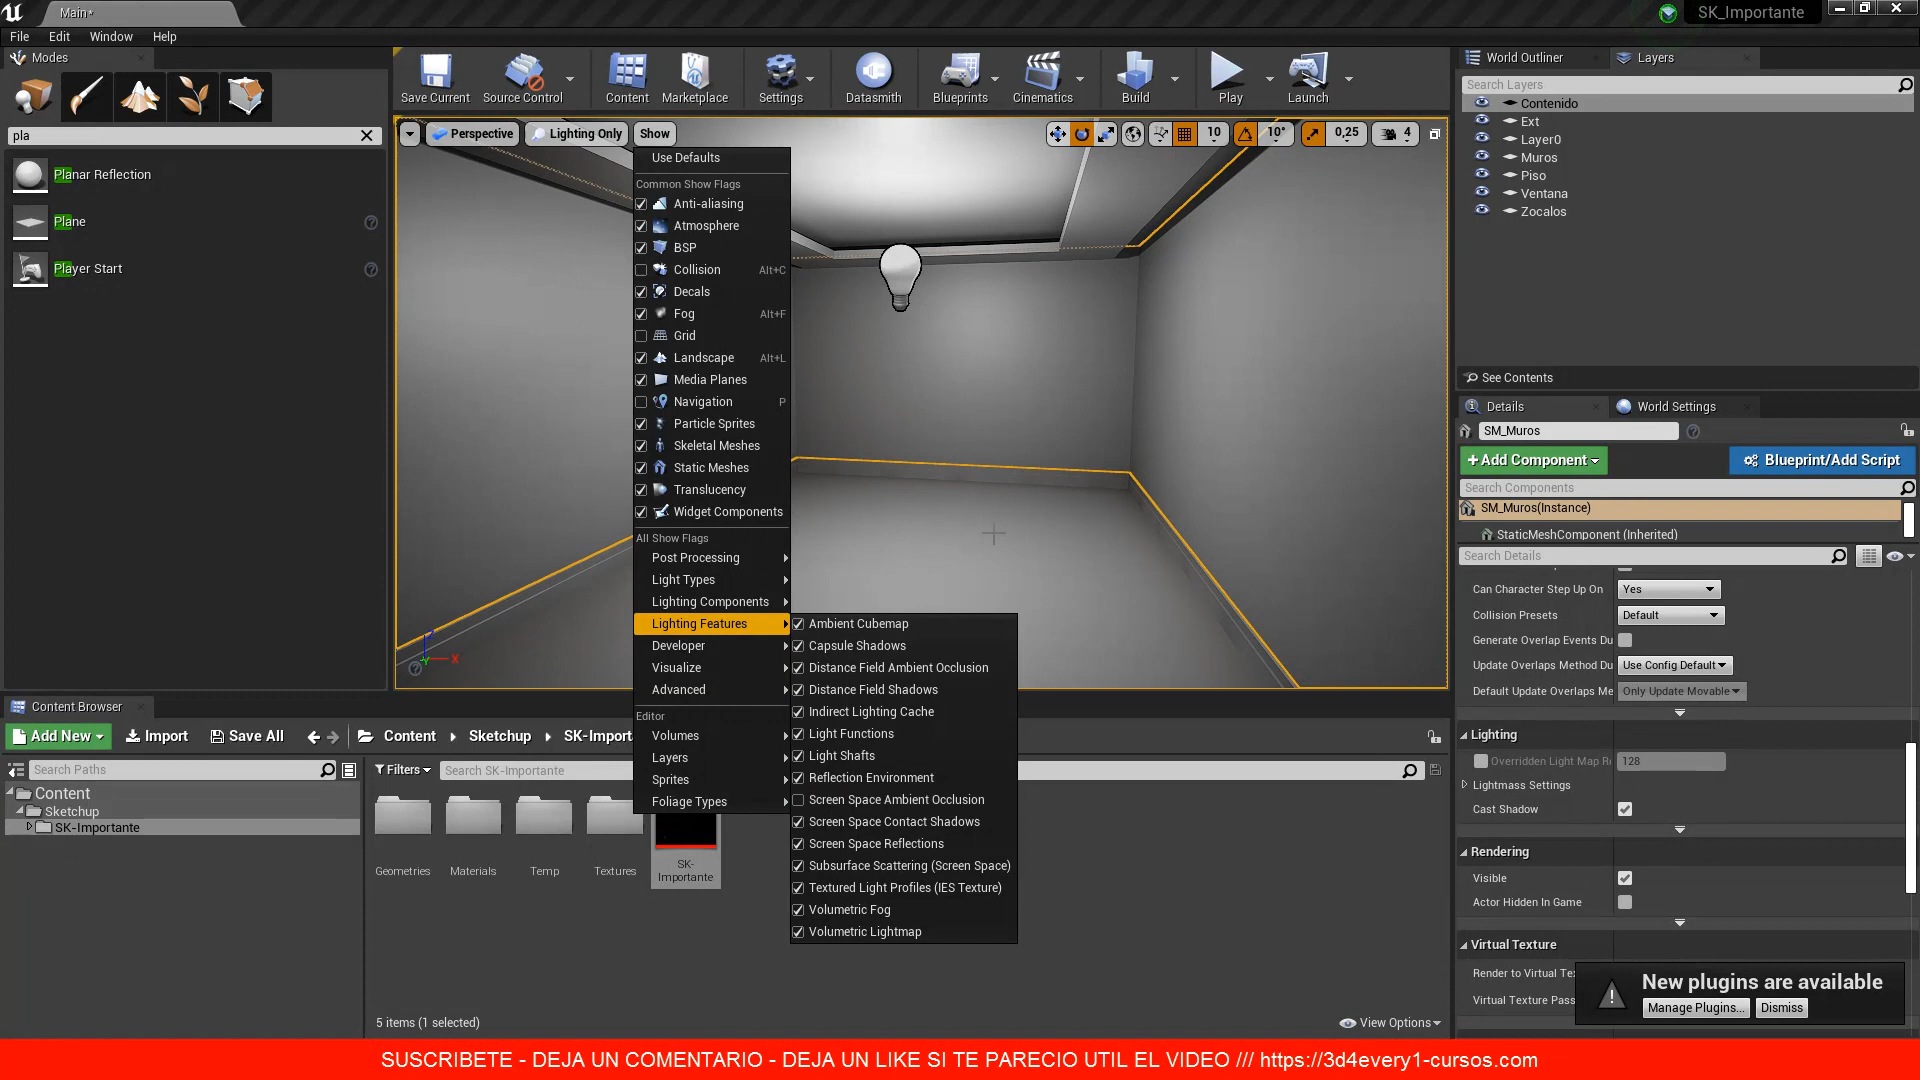 Main*
SK_Importante
File Edit Window Help
Modes
pla
Planar Reflection
Plane
Player Start
Save Current
Source Control
Content
Marketplace
Settings
Datasmith
Blueprints
Cinematics
Build
Play
Launch
Perspective
Lighting Only
Show
10
10°
0,25
4
Use Defaults
Common Show Flags
Anti-aliasing
Atmosphere
BSP
Collision Alt+C
Decals
Fog Alt+F
Grid
Landscape Alt+L
Media Planes
Navigation P
Particle Sprites
Skeletal Meshes
Static Meshes
Translucency
Widget Components
All Show Flags
Post Processing
Light Types
Lighting Components
Lighting Features
Developer
Visualize
Advanced
Editor
Volumes
Layers
Sprites
Foliage Types
Ambient Cubemap
Capsule Shadows
Distance Field Ambient Occlusion
Distance Field Shadows
Indirect Lighting Cache
Light Functions
Light Shafts
Reflection Environment
Screen Space Ambient Occlusion
Screen Space Contact Shadows
Screen Space Reflections
Subsurface Scattering (Screen Space)
Textured Light Profiles (IES Texture)
Volumetric Fog
Volumetric Lightmap
X
World Outliner
Layers
Search Layers
Contenido
Ext
Layer0
Muros
Piso
Ventana
Zocalos
See Contents
Details
World Settings
SM_Muros
+Add Component
Blueprint/Add Script
Search Components
SM_Muros(Instance)
StaticMeshComponent (Inherited)
Search Details
Can Character Step Up On Yes
Collision Presets Default
Generate Overlap Events Du
Update Overlaps Method Du Use Config Default
Default Update Overlaps Me Only Update Movable
Lighting
Overridden Light Map R 128
Lightmass Settings
Cast Shadow
Rendering
Visible
Actor Hidden In Game
Virtual Texture
Render to Virtual Te
Virtual Texture Pass
New plugins are available
Manage Plugins...
Dismiss
Content Browser
Add New
Import
Save All
Content
Sketchup
SK-Import
Search Paths
Filters
Search SK-Importante
Content
Sketchup
SK-Importante
Geometries
Materials
Temp
Textures
SK-
Importante
5 items (1 selected)
View Options
SUSCRIBETE - DEJA UN COMENTARIO - DEJA UN LIKE SI TE PARECIO UTIL EL VIDEO /// https://3d4every1-cursos.com